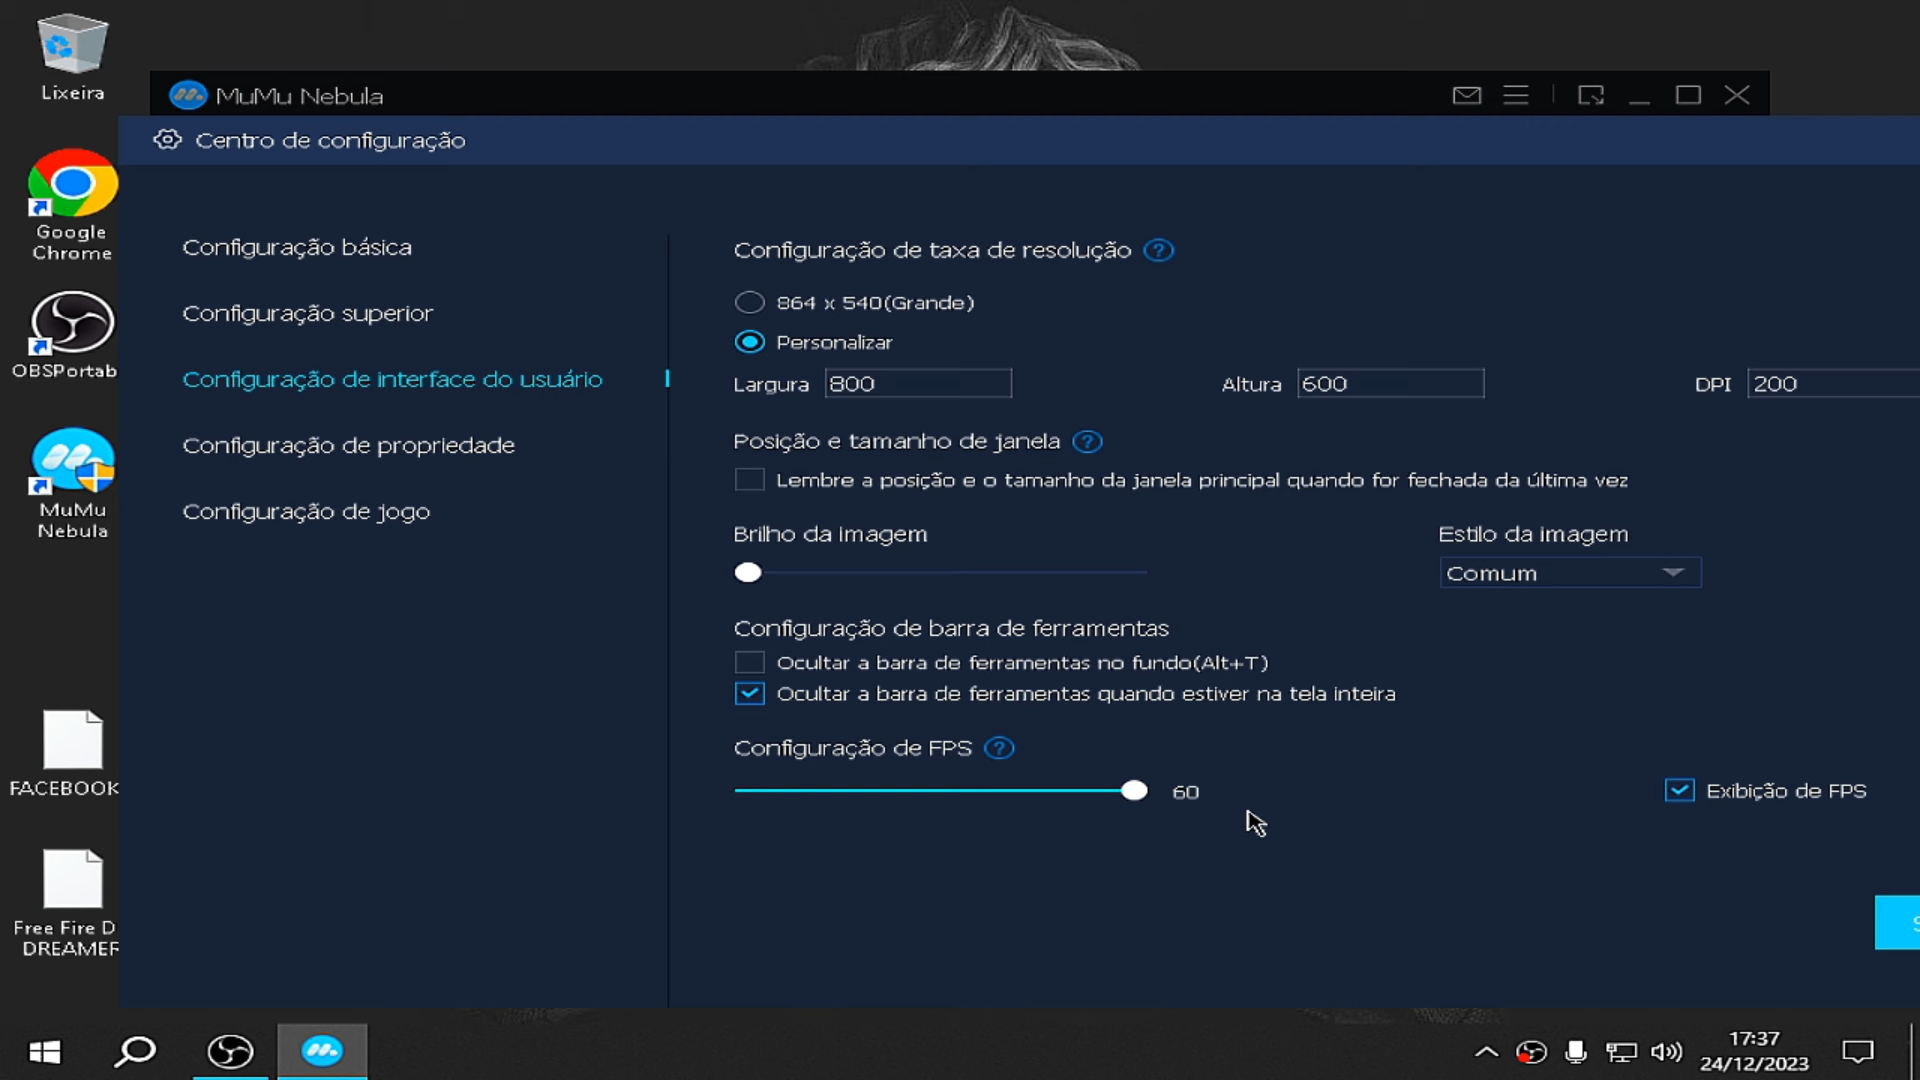 Lixeira
MuMu Nebula
Centro de configuração
Google
Chrome
OBSPortab
MuMu
Nebula
FACEBOOK
Free Fire D
DREAMER
Configuração básica
Configuração superior
Configuração de interface do usuário
Configuração de propriedade
Configuração de jogo
Configuração de taxa de resolução ?
864 x 540(Grande)
Personalizar
Largura 800 Altura 600 DPI 200
Posição e tamanho de janela ?
Lembre a posição e o tamanho da janela principal quando for fechada da última vez
Brilho da imagem Estilo da imagem
Comum
Configuração de barra de ferramentas
Ocultar a barra de ferramentas no fundo(Alt+T)
Ocultar a barra de ferramentas quando estiver na tela inteira
Configuração de FPS ?
60 Exibição de FPS
17:37
24/12/2023